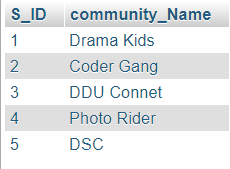 S_ID community_Name
1 Drama Kids
2 Coder Gang
3 DDU Connet
4 Photo Rider
5 DSC